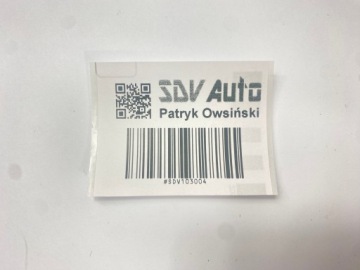 SDV Auto
Patryk Owsiński
#SDV103004